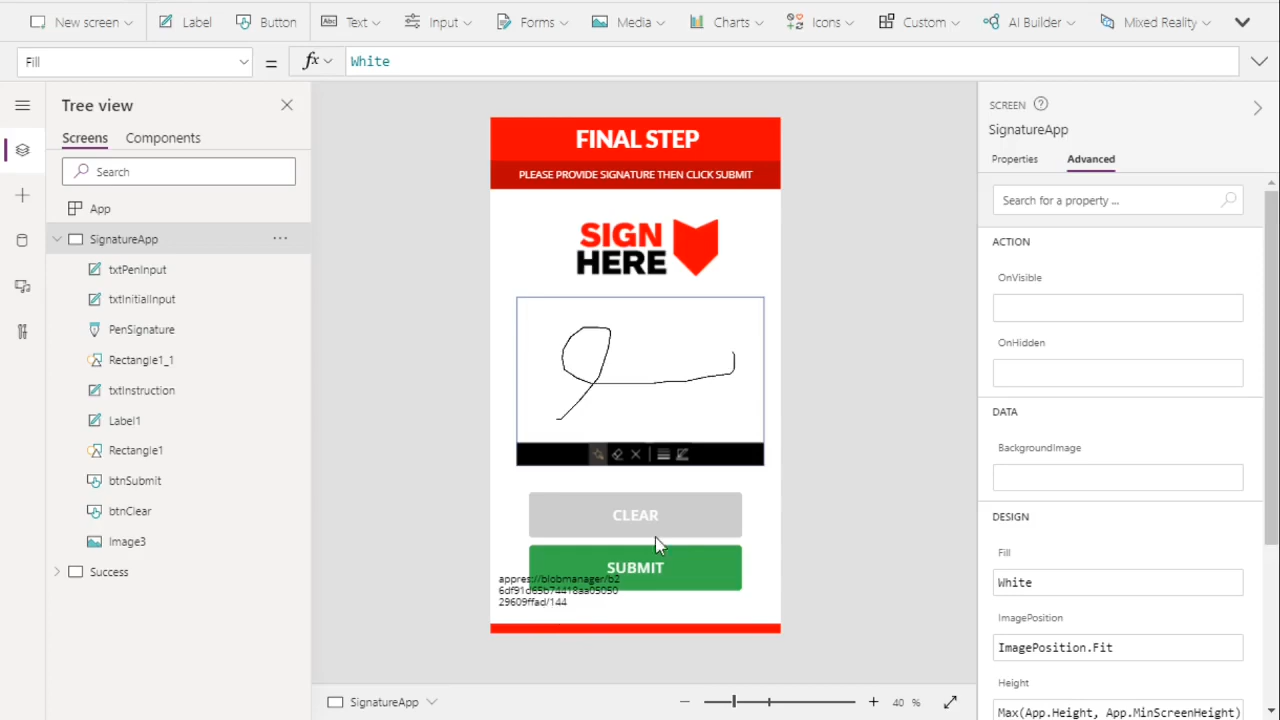 New screen
Label
Button
Text
Input
Forms
Media
Charts
Icons
Custom
AI Builder
Mixed Reality
Fill
=
fx
White
Tree view
Screens
Components
Search
App
SignatureApp
...
txtPenInput
txtInitialInput
PenSignature
Rectangle1_1
txtInstruction
Label1
Rectangle1
btnSubmit
btnClear
Image3
Success
FINAL STEP
PLEASE PROVIDE SIGNATURE THEN CLICK SUBMIT
SIGN
HERE
CLEAR
SUBMIT
appres://blobmanager/b2
6df91d65b74418aa05050
29609ffad/144
SignatureApp
40 %
SCREEN
SignatureApp
Properties
Advanced
Search for a property ...
ACTION
OnVisible
OnHidden
DATA
BackgroundImage
DESIGN
Fill
White
ImagePosition
ImagePosition.Fit
Height
Max(App.Height, App.MinScreenHeight)